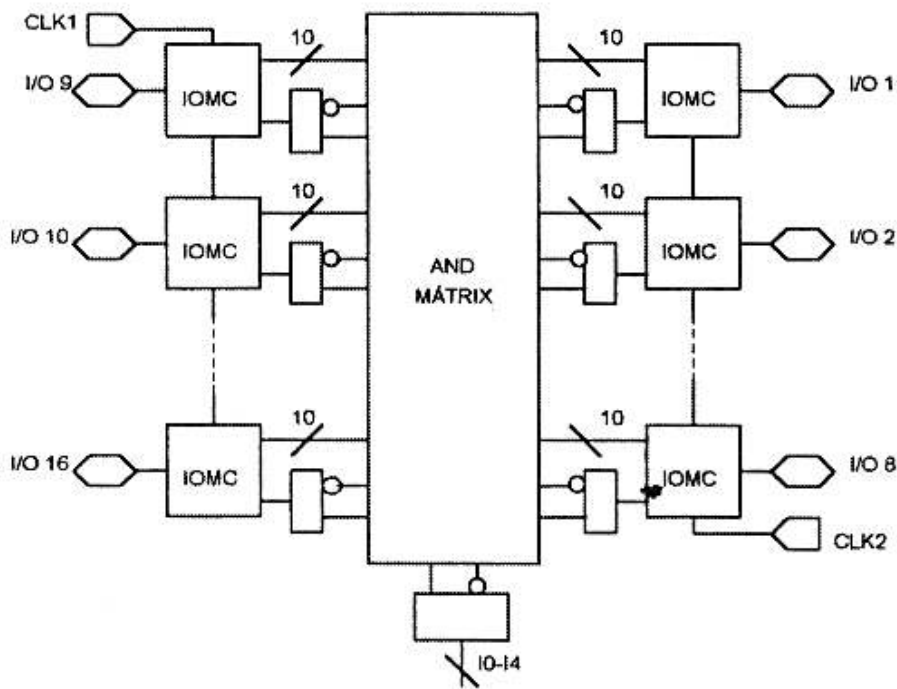 CLK1
10
10
I/O 9
IOMC
IOMC
I/O 1
10
10
I/O 10
IOMC
AND
MÁTRIX
IOMC
I/O 2
10
10
I/O 16
IOMC
IOMC
I/O 8
CLK2
I0-I4